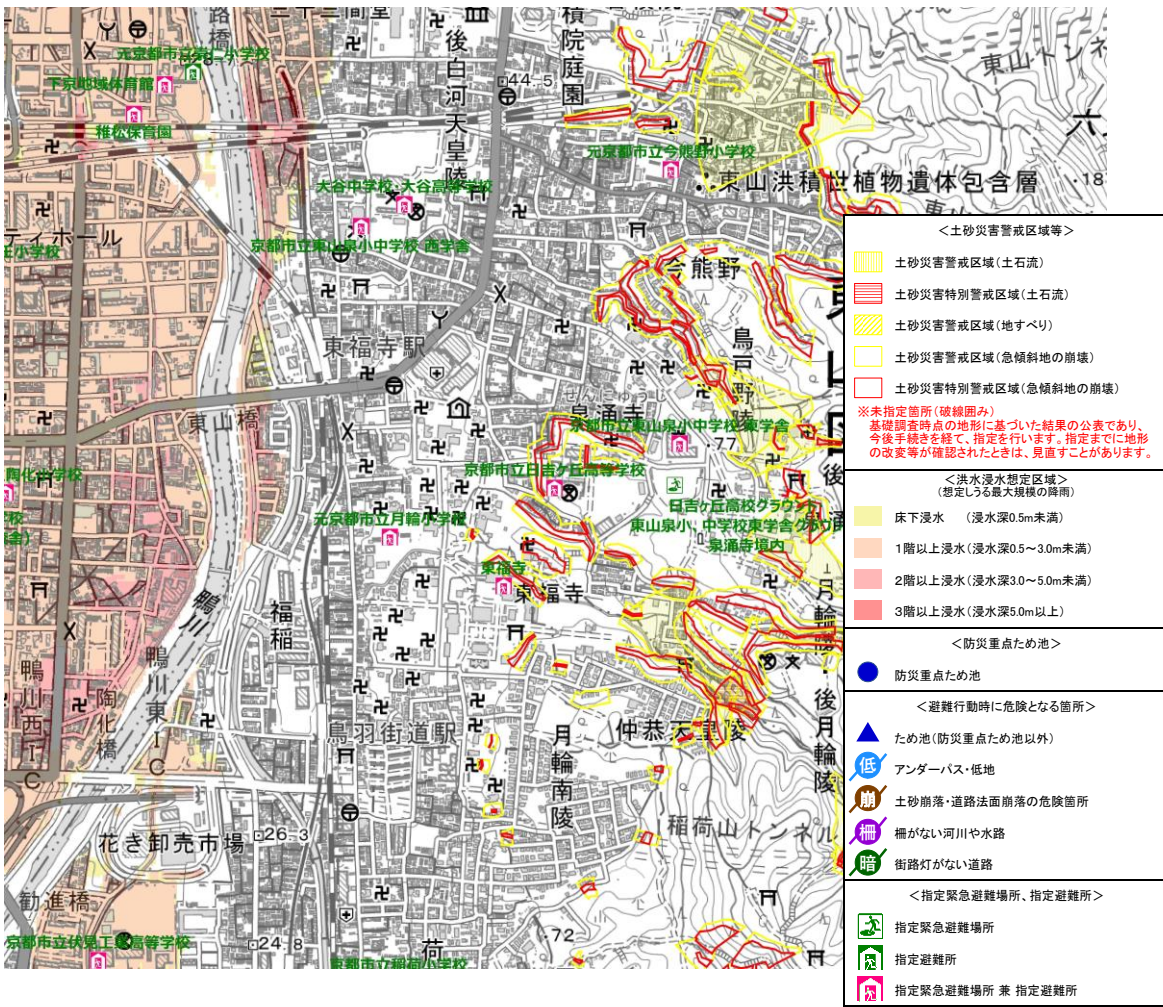 後白河天皇陵
積院庭園
44.5
東山トンネ
下京地域体育館
稚松保育園
元京都市立今熊野小学校
東山洪積世植物遺体包含層
・18
大谷中学校・大谷高等学校
京都市立東山泉小中学校 西学舎
ティホール
今熊野
鳥戸野陵
東福寺駅
せんにゅうじ
泉涌寺
京都市立東山泉小中学校 東学舎
・77
東山橋
京都市立日吉ケ丘高等学校
日吉ケ丘高校グラウンド
東山泉小、中学校東学舎グラウ
泉涌寺境内
元京都市立月輪小学校
東福寺
東福寺
鴨川
福稲
月輪陵
後月輪陵
鴨川西IC
陶化橋
鴨川東IC
鳥羽街道駅
月輪南陵
仲恭天皇陵
花き卸売市場
26.3
稲荷山トンネル
勧進橋
京都市立伏見工業高等学校
24.8
荷
・72
京都市立稲荷小学校
＜土砂災害警戒区域等＞
土砂災害警戒区域(土石流)
土砂災害特別警戒区域(土石流)
土砂災害警戒区域(地すべり)
土砂災害警戒区域(急傾斜地の崩壊)
土砂災害特別警戒区域(急傾斜地の崩壊)
※未指定箇所(破線囲み)
基礎調査時点の地形に基づいた結果の公表であり、
今後手続きを経て、指定を行います。指定までに地形
の改変等が確認されたときは、見直すことがあります。
＜洪水浸水想定区域＞
(想定しうる最大規模の降雨)
床下浸水 (浸水深0.5m未満)
1階以上浸水(浸水深0.5～3.0m未満)
2階以上浸水(浸水深3.0～5.0m未満)
3階以上浸水(浸水深5.0m以上)
＜防災重点ため池＞
防災重点ため池
＜避難行動時に危険となる箇所＞
ため池(防災重点ため池以外)
低 アンダーパス・低地
崩 土砂崩落・道路法面崩落の危険箇所
柵 柵がない河川や水路
暗 街路灯がない道路
＜指定緊急避難場所、指定避難所＞
指定緊急避難場所
指定避難所
指定緊急避難場所 兼 指定避難所